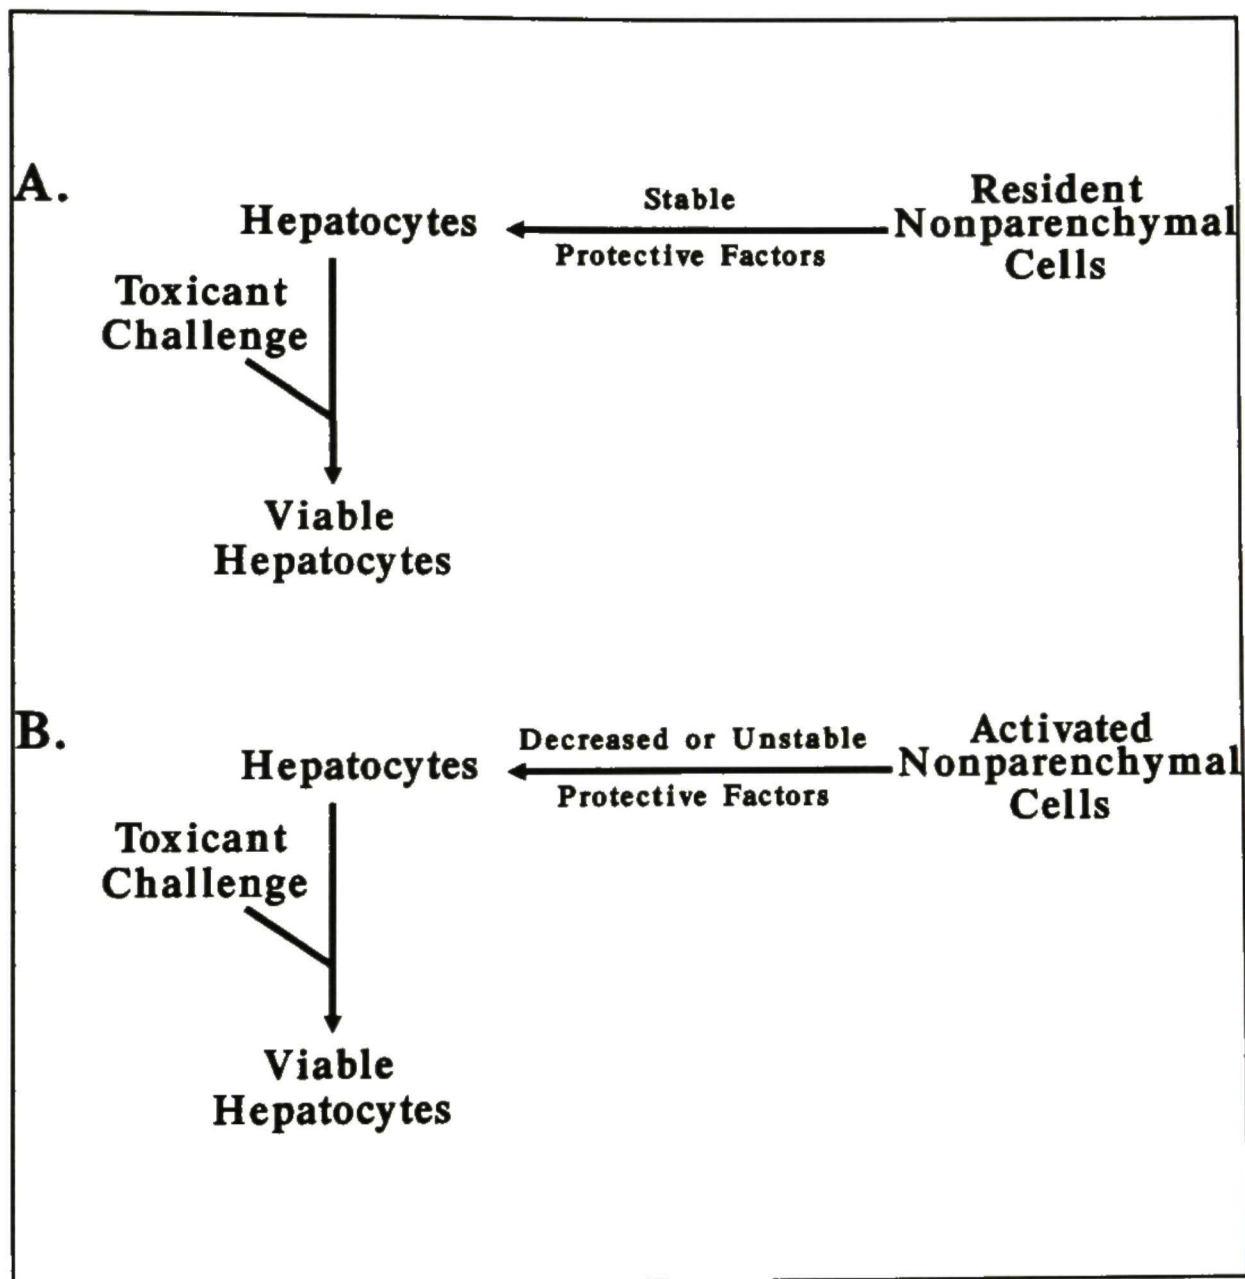 A.
Hepatocytes
Stable
Protective Factors
Resident
Nonparenchymal
Cells
Toxicant
Challenge
Viable
Hepatocytes
B.
Hepatocytes
Decreased or Unstable
Protective Factors
Activated
Nonparenchymal
Cells
Toxicant
Challenge
Viable
Hepatocytes